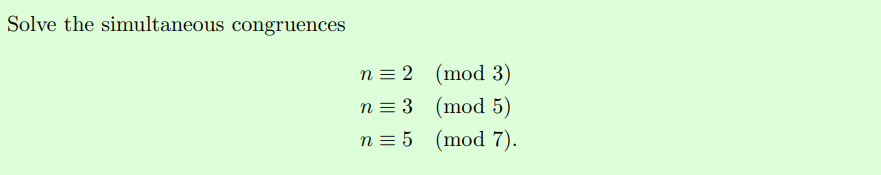 Solve the simultaneous congruences
n ≡ 2 (mod 3)
n ≡ 3 (mod 5)
n ≡ 5 (mod 7).